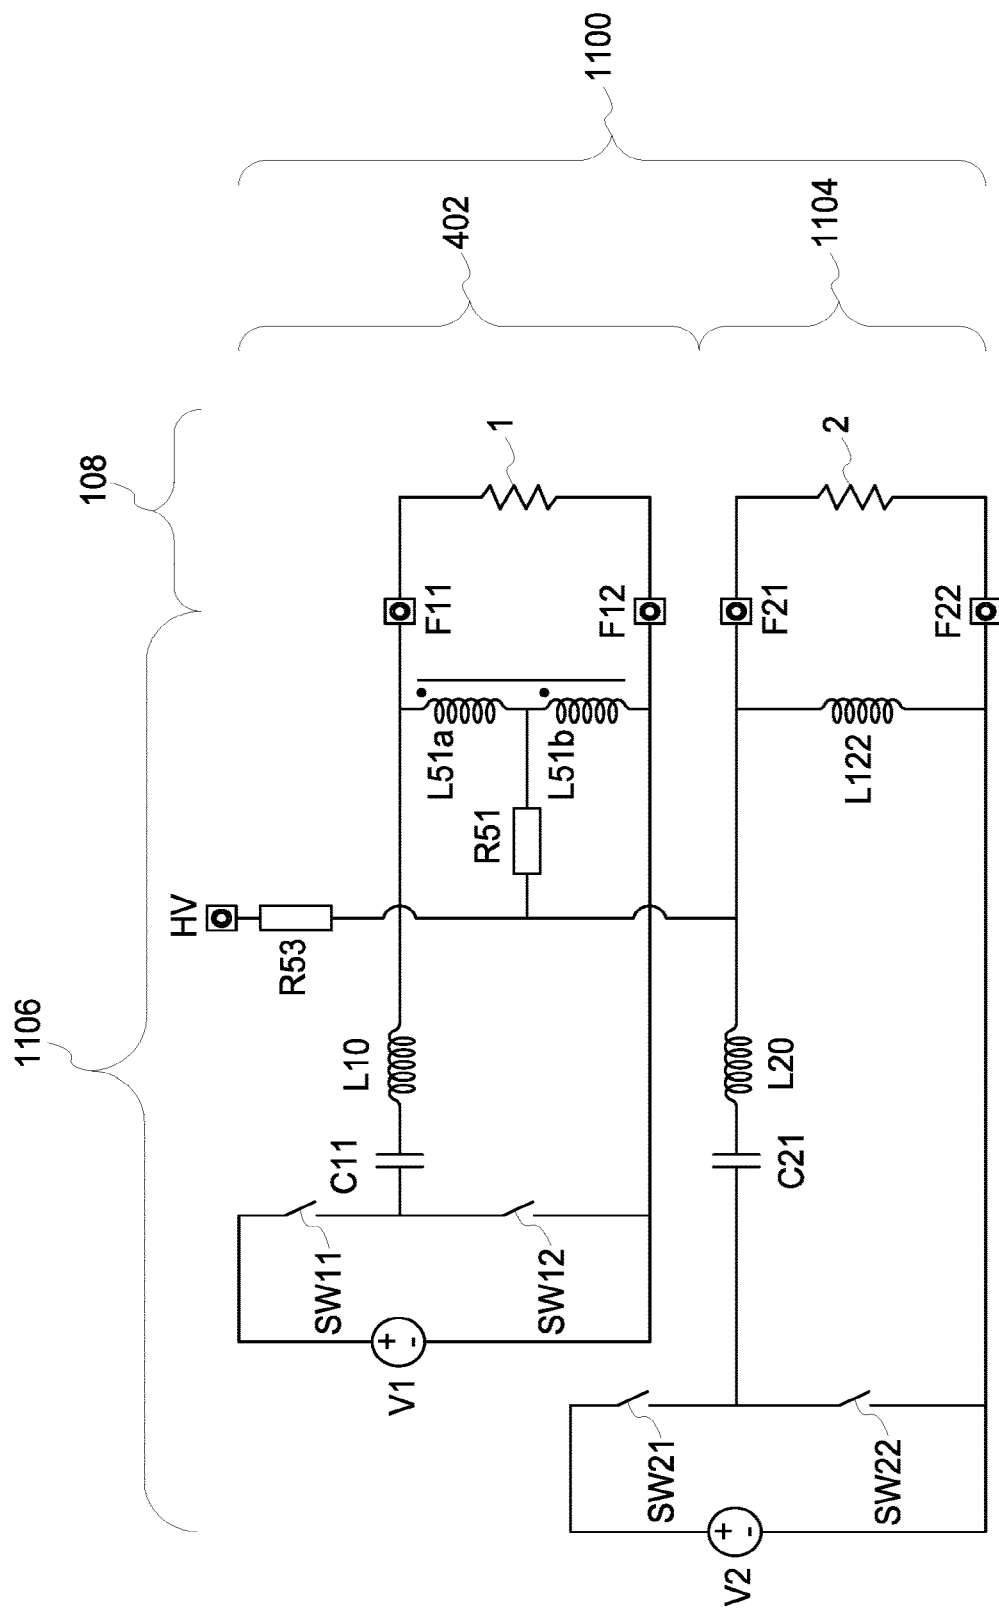 1100
402
1104
108
1106
1
2
F11
F12
F21
F22
L51a
L51b
L122
R51
HV
R53
L10
L20
C11
C21
SW11
SW12
V1
SW21
SW22
V2
+
-
+
-